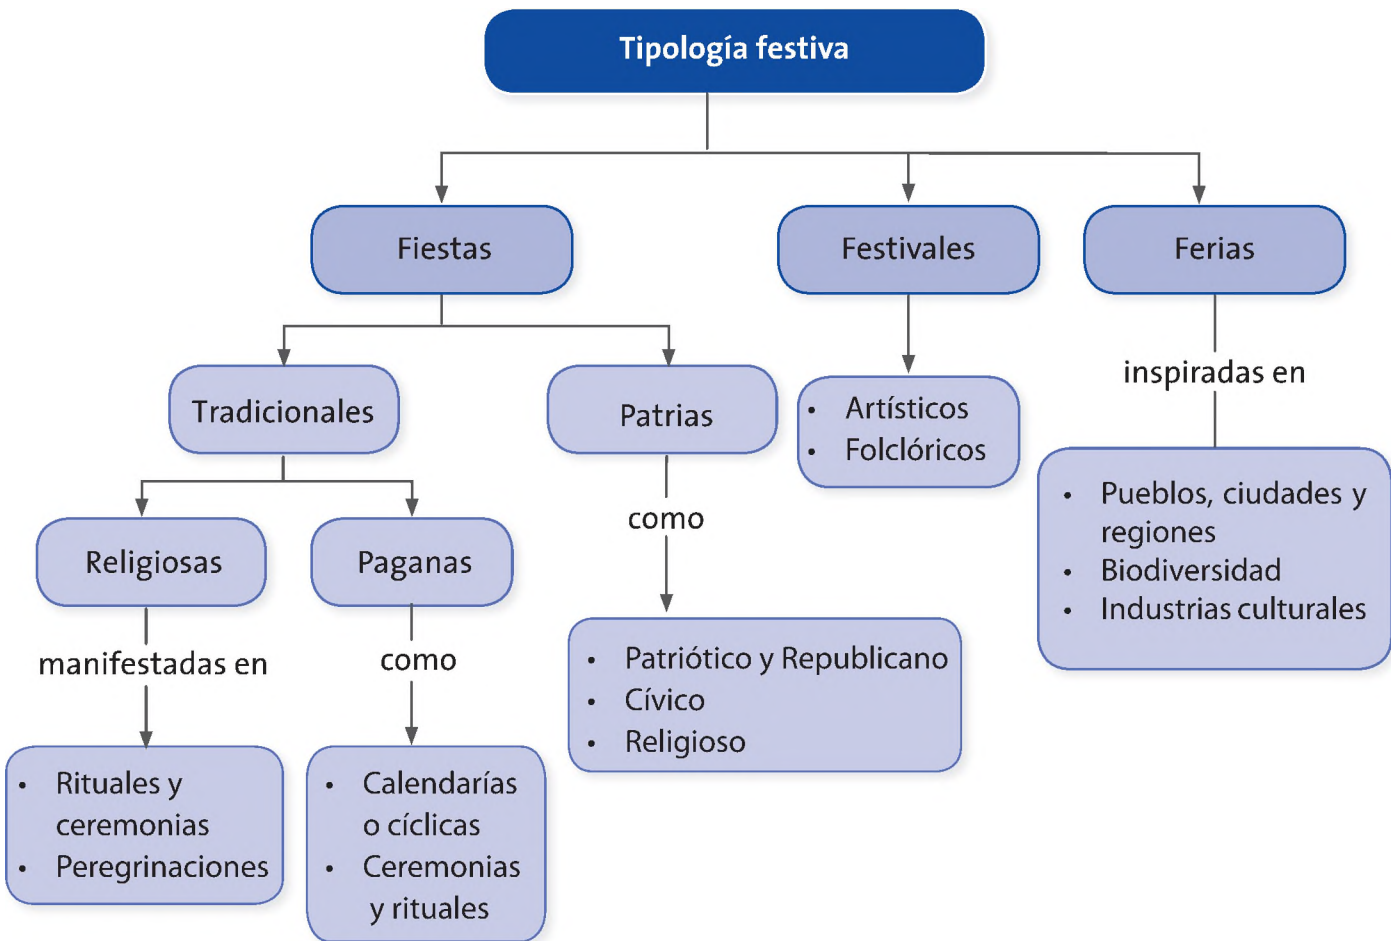 Tipología festiva
Fiestas
Festivales
Ferias
Tradicionales
Patrias
• Artísticos
• Folclóricos
inspiradas en
Religiosas
Paganas
como
• Pueblos, ciudades y
regiones
• Biodiversidad
• Industrias culturales
manifestadas en
como
• Patriótico y Republicano
• Cívico
• Religioso
• Rituales y
ceremonias
• Peregrinaciones
• Calendarías
o cíclicas
• Ceremonias
y rituales